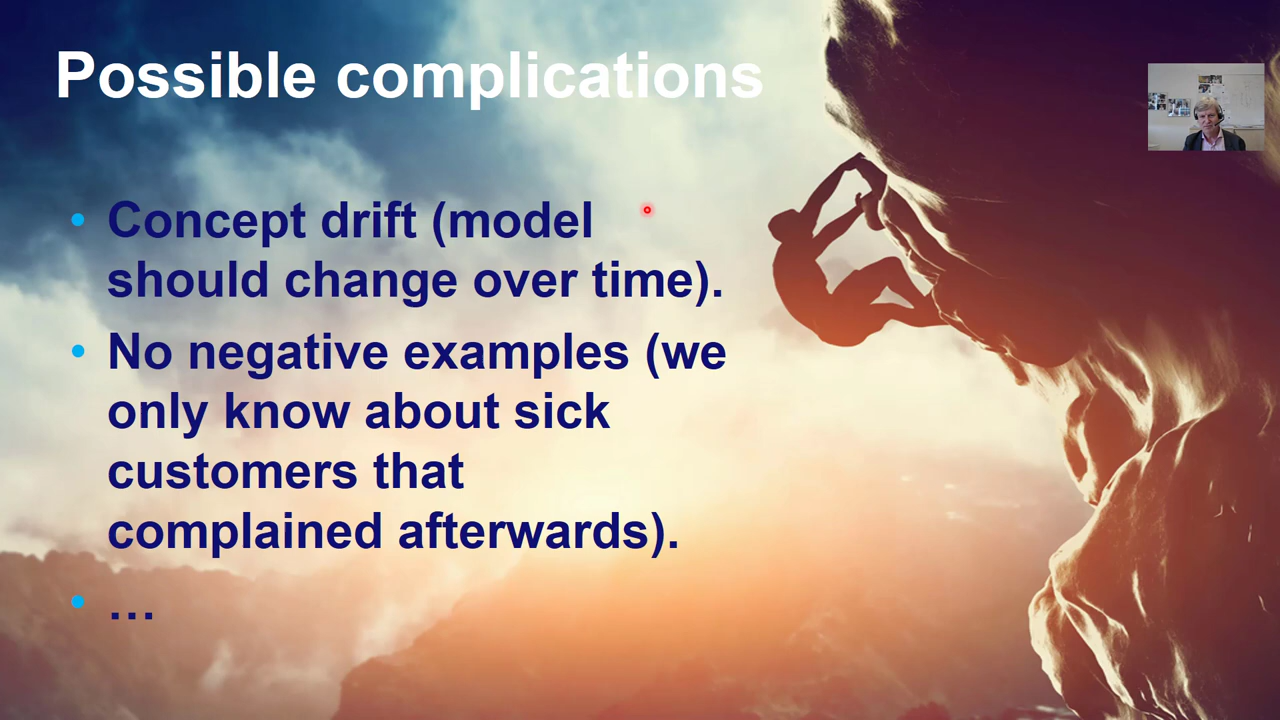 Possible complications
• Concept drift (model
should change over time).
• No negative examples (we
only know about sick
customers that
complained afterwards).
• …